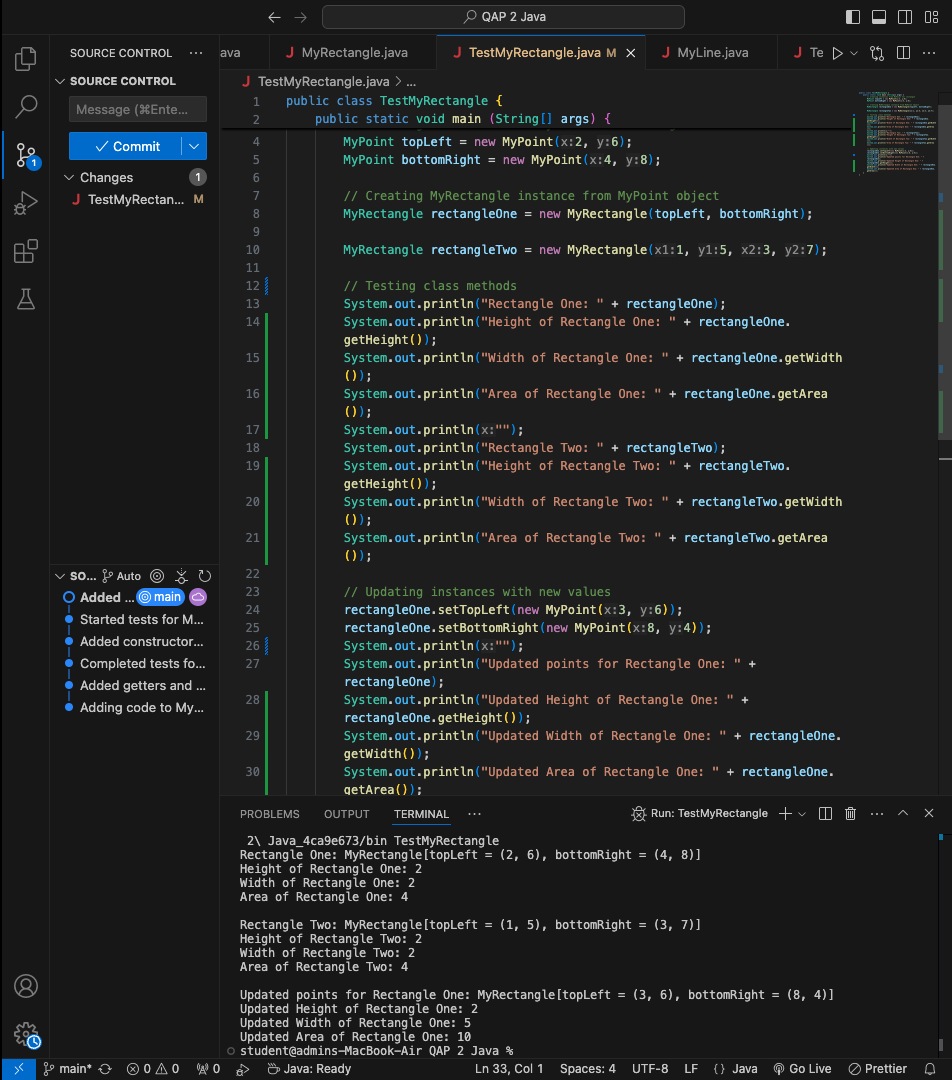 QAP 2 Java
SOURCE CONTROL
ava
MyRectangle.java
TestMyRectangle.java M
MyLine.java
Te
SOURCE CONTROL
Message (⌘Ente...
Commit
Changes 1
TestMyRectan... M
1
TestMyRectangle.java > ...
1 public class TestMyRectangle {
2 public static void main (String[] args) {
4 MyPoint topLeft = new MyPoint(x:2, y:6);
5 MyPoint bottomRight = new MyPoint(x:4, y:8);
6
7 // Creating MyRectangle instance from MyPoint object
8 MyRectangle rectangleOne = new MyRectangle(topLeft, bottomRight);
9
10 MyRectangle rectangleTwo = new MyRectangle(x1:1, y1:5, x2:3, y2:7);
11
12 // Testing class methods
13 System.out.println("Rectangle One: " + rectangleOne);
14 System.out.println("Height of Rectangle One: " + rectangleOne.
getHeight());
15 System.out.println("Width of Rectangle One: " + rectangleOne.getWidth
());
16 System.out.println("Area of Rectangle One: " + rectangleOne.getArea
());
17 System.out.println(x:"");
18 System.out.println("Rectangle Two: " + rectangleTwo);
19 System.out.println("Height of Rectangle Two: " + rectangleTwo.
getHeight());
20 System.out.println("Width of Rectangle Two: " + rectangleTwo.getWidth
());
21 System.out.println("Area of Rectangle Two: " + rectangleTwo.getArea
());
22
23 // Updating instances with new values
24 rectangleOne.setTopLeft(new MyPoint(x:3, y:6));
25 rectangleOne.setBottomRight(new MyPoint(x:8, y:4));
26 System.out.println(x:"");
27 System.out.println("Updated points for Rectangle One: " +
rectangleOne);
28 System.out.println("Updated Height of Rectangle One: " +
rectangleOne.getHeight());
29 System.out.println("Updated Width of Rectangle One: " + rectangleOne.
getWidth());
30 System.out.println("Updated Area of Rectangle One: " + rectangleOne.
getArea());
SO... Auto
Added ... main
Started tests for M...
Added constructor...
Completed tests fo...
Added getters and ...
Adding code to My...
PROBLEMS OUTPUT TERMINAL ... Run: TestMyRectangle
2\ Java_4ca9e673/bin TestMyRectangle
Rectangle One: MyRectangle[topLeft = (2, 6), bottomRight = (4, 8)]
Height of Rectangle One: 2
Width of Rectangle One: 2
Area of Rectangle One: 4
Rectangle Two: MyRectangle[topLeft = (1, 5), bottomRight = (3, 7)]
Height of Rectangle Two: 2
Width of Rectangle Two: 2
Area of Rectangle Two: 4
Updated points for Rectangle One: MyRectangle[topLeft = (3, 6), bottomRight = (8, 4)]
Updated Height of Rectangle One: 2
Updated Width of Rectangle One: 5
Updated Area of Rectangle One: 10
student@admins-MacBook-Air QAP 2 Java %
main* 0 0 0 Java: Ready Ln 33, Col 1 Spaces: 4 UTF-8 LF {} Java Go Live Prettier